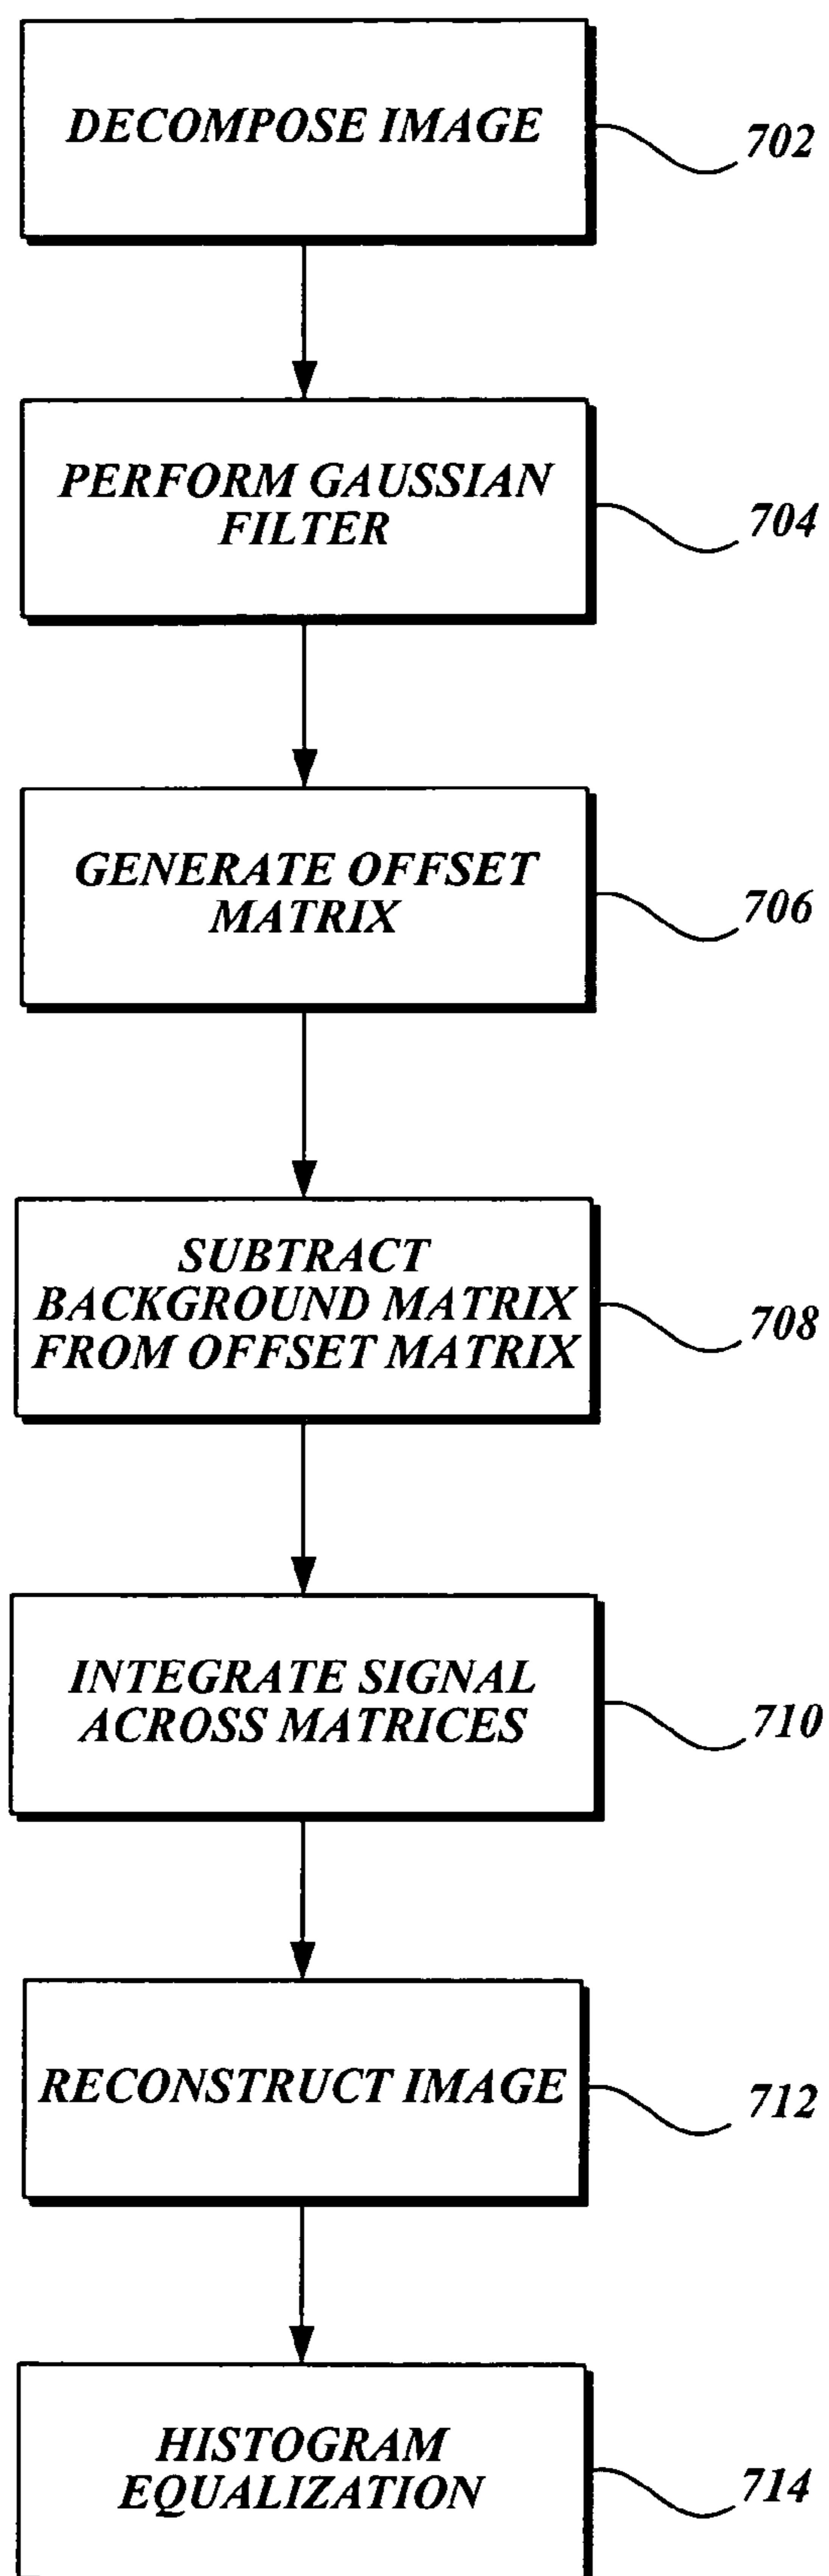 DECOMPOSE IMAGE
702
PERFORM GAUSSIAN
FILTER
704
GENERATE OFFSET
MATRIX
706
SUBTRACT
BACKGROUND MATRIX
FROM OFFSET MATRIX
708
INTEGRATE SIGNAL
ACROSS MATRICES
710
RECONSTRUCT IMAGE
712
HISTOGRAM
EQUALIZATION
714